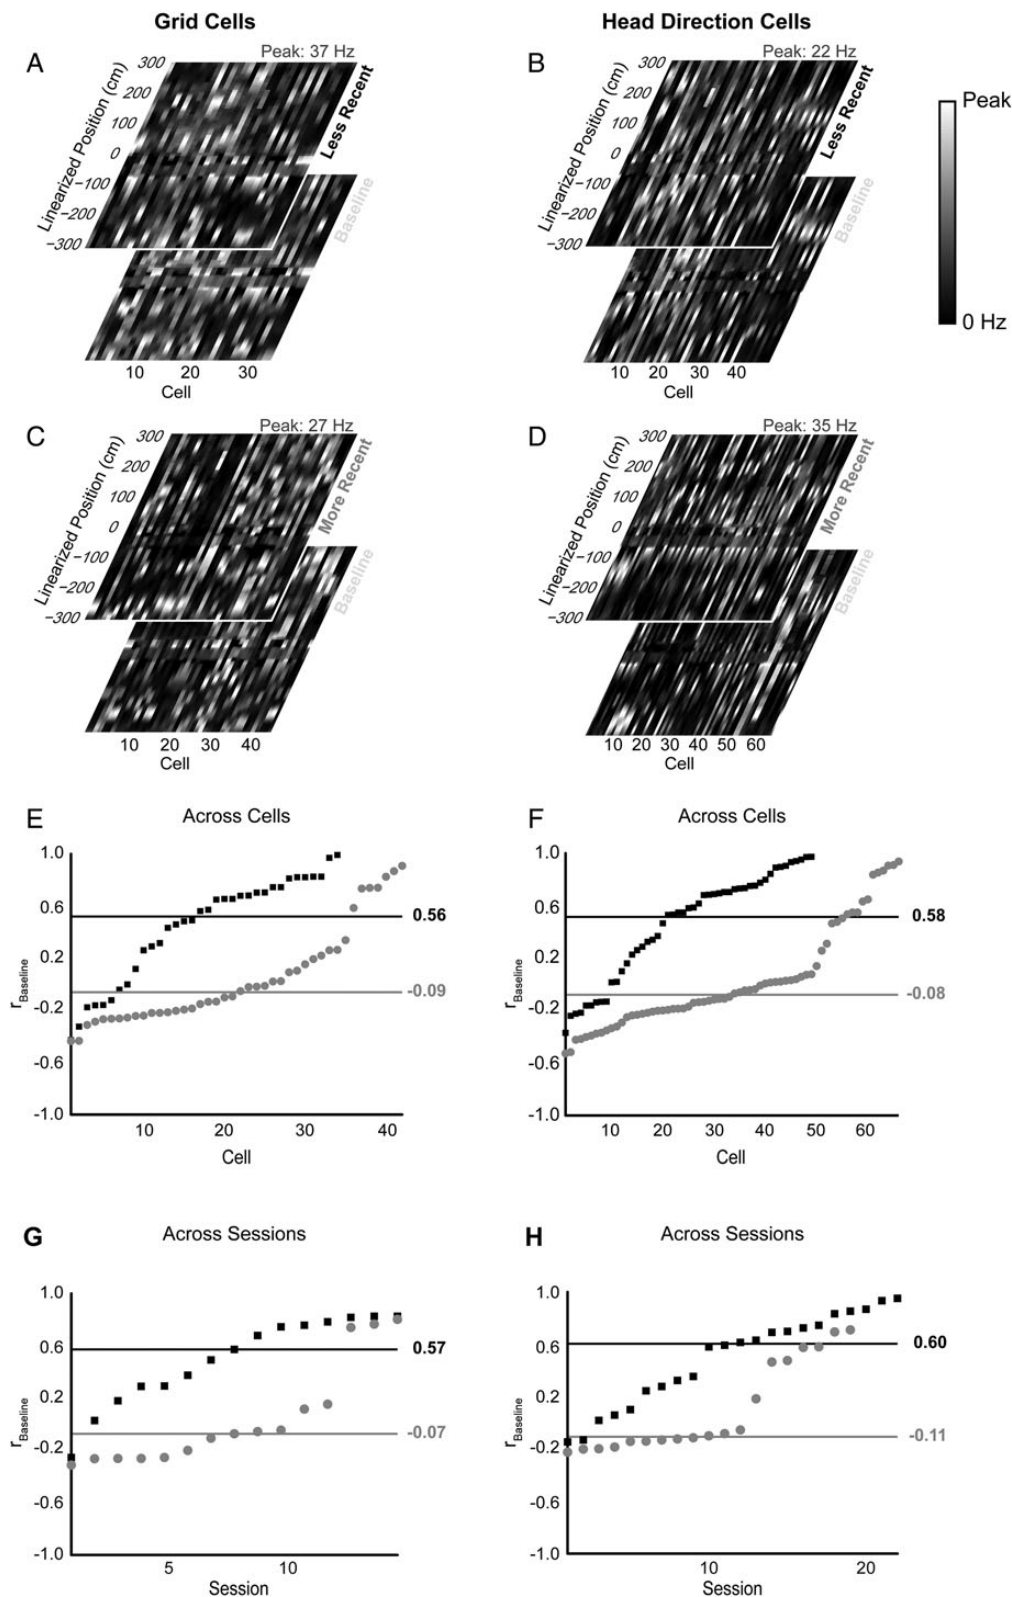 Grid Cells
Head Direction Cells
A
Peak: 37 Hz
300
200
100
0
−100
−200
−300
Linearized Position (cm)
Less Recent
Baseline
10 20 30
Cell
B
Peak: 22 Hz
300
200
100
0
−100
−200
−300
Linearized Position (cm)
Less Recent
Baseline
10 20 30 40
Cell
Peak
0 Hz
C
Peak: 27 Hz
300
200
100
0
−100
−200
−300
Linearized Position (cm)
More Recent
Baseline
10 20 30 40
Cell
D
Peak: 35 Hz
300
200
100
0
−100
−200
−300
Linearized Position (cm)
More Recent
Baseline
10 20 30 40 50 60
Cell
E
Across Cells
1.0
0.6
0.2
-0.2
-0.6
-1.0
rBaseline
0.56
-0.09
10 20 30 40
Cell
F
Across Cells
1.0
0.6
0.2
-0.2
-0.6
-1.0
rBaseline
0.58
-0.08
10 20 30 40 50 60
Cell
G
Across Sessions
1.0
0.6
0.2
-0.2
-0.6
-1.0
rBaseline
0.57
-0.07
5 10
Session
H
Across Sessions
1.0
0.6
0.2
-0.2
-0.6
-1.0
rBaseline
0.60
-0.11
10 20
Session